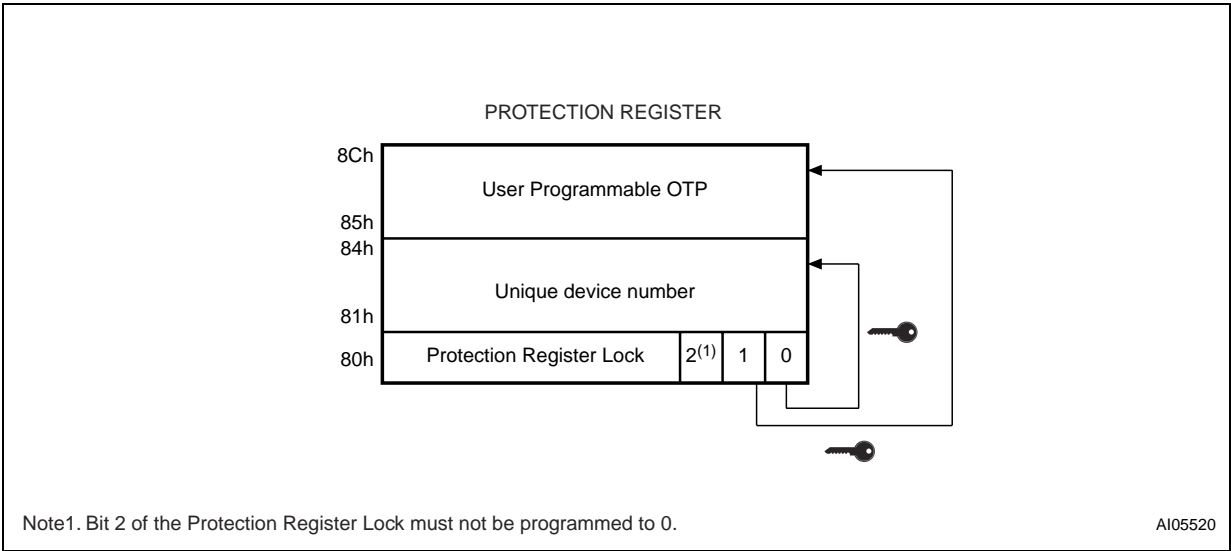 PROTECTION REGISTER
8Ch
User Programmable OTP
85h
84h
Unique device number
81h
80h Protection Register Lock 2(1) 1 0
Note1. Bit 2 of the Protection Register Lock must not be programmed to 0.
AI05520